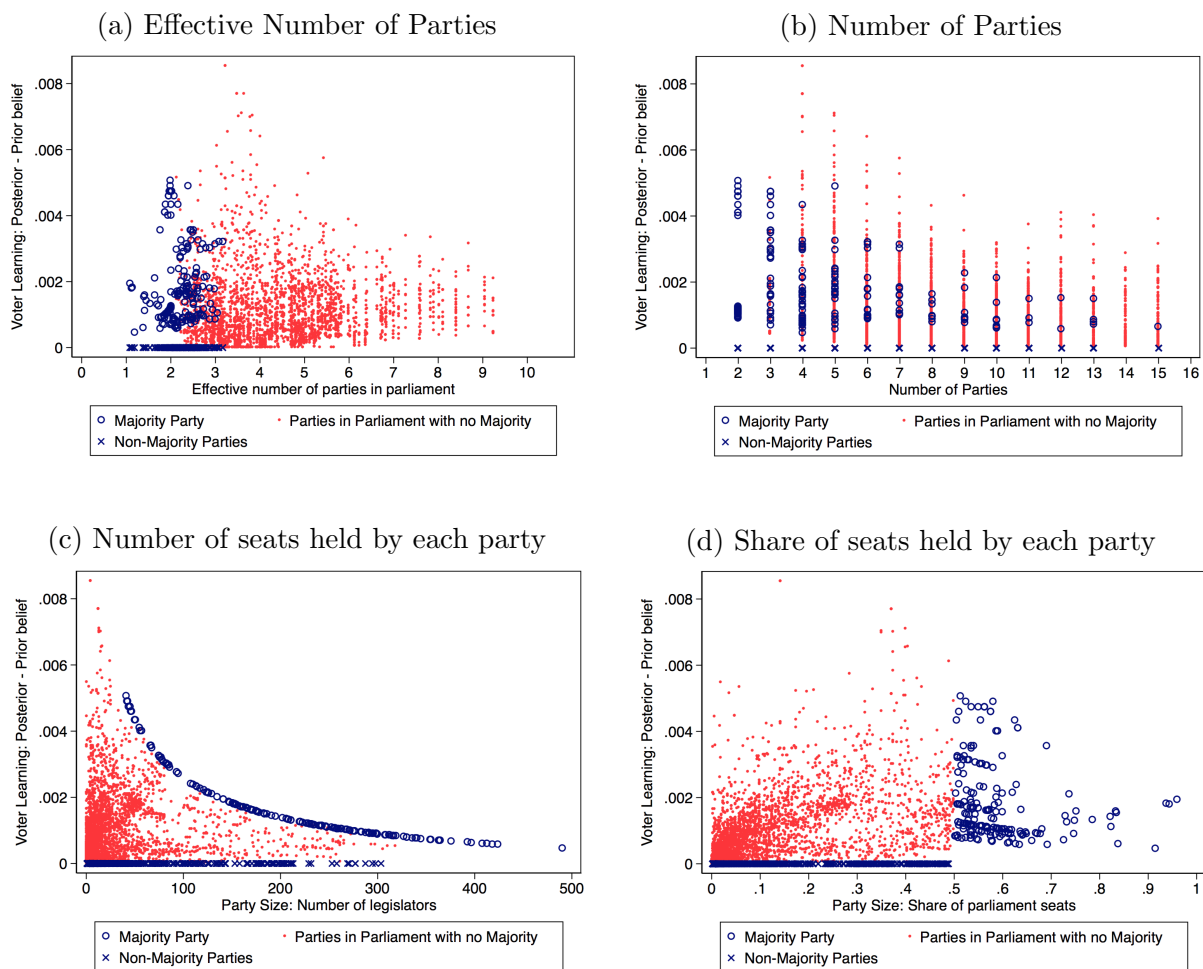 (a) Effective Number of Parties
.008
.006
.004
.002
0
Voter Learning: Posterior - Prior belief
0 1 2 3 4 5 6 7 8 9 10
Effective number of parties in parliament
Majority Party Parties in Parliament with no Majority
Non-Majority Parties
(b) Number of Parties
.008
.006
.004
.002
0
Voter Learning: Posterior - Prior belief
1 2 3 4 5 6 7 8 9 10 11 12 13 14 15 16
Number of Parties
Majority Party Parties in Parliament with no Majority
Non-Majority Parties
(c) Number of seats held by each party
.008
.006
.004
.002
0
Voter Learning: Posterior - Prior belief
0 100 200 300 400 500
Party Size: Number of legislators
Majority Party Parties in Parliament with no Majority
Non-Majority Parties
(d) Share of seats held by each party
.008
.006
.004
.002
0
Voter Learning: Posterior - Prior belief
0 .1 .2 .3 .4 .5 .6 .7 .8 .9 1
Party Size: Share of parliament seats
Majority Party Parties in Parliament with no Majority
Non-Majority Parties